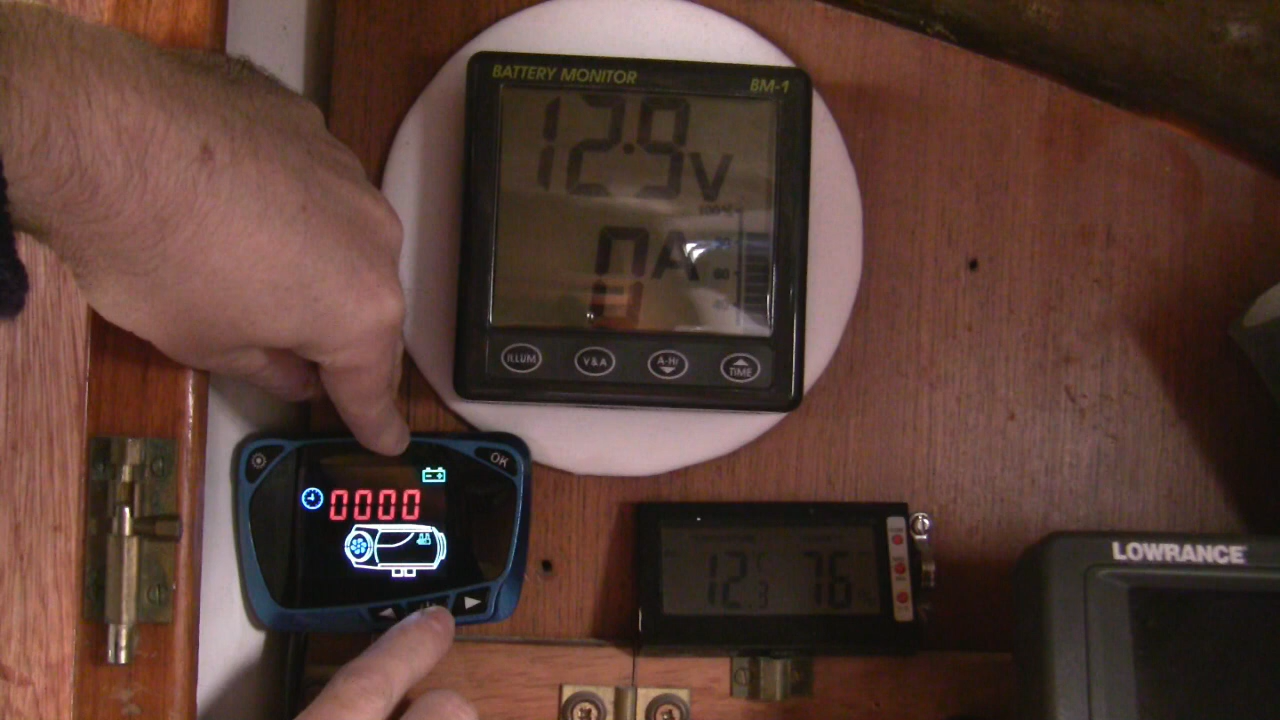 BATTERY MONITOR BM-1
12.9V
0A
ILLUM V&A A-Hr TIME
OK
0000
12.3 76
LOWRANCE